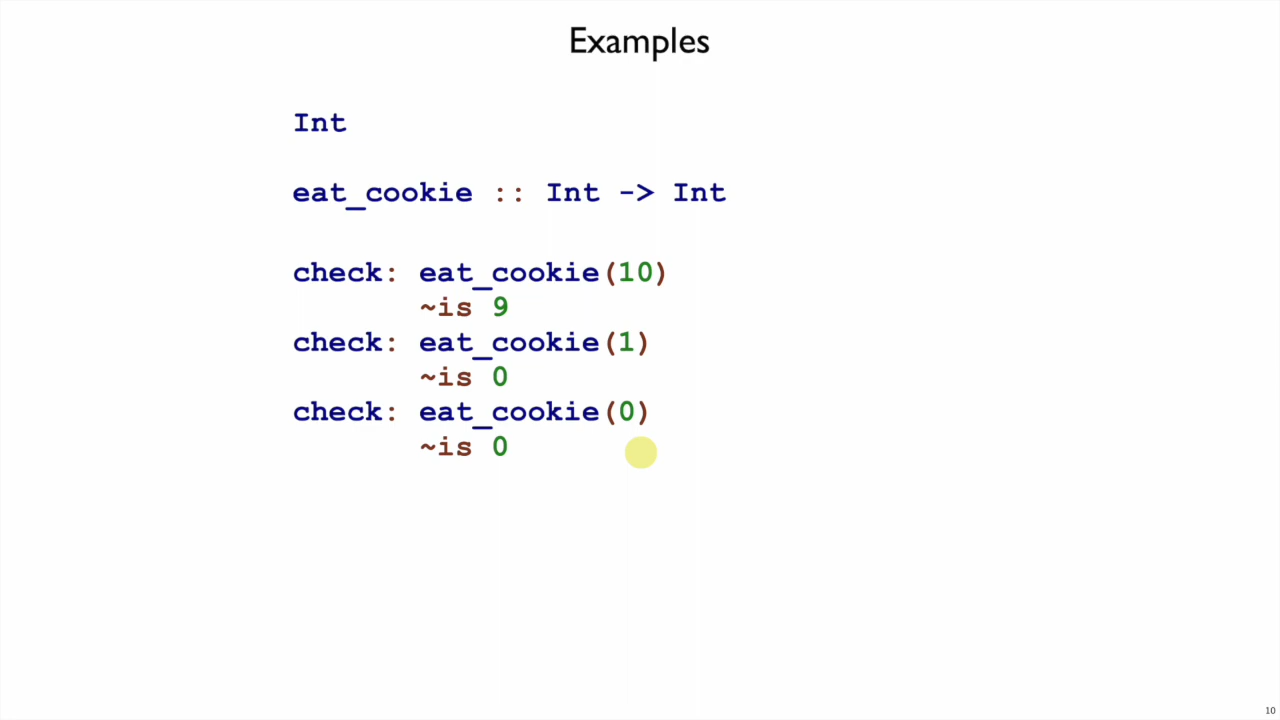 Examples
Int
eat_cookie :: Int -> Int
check: eat_cookie(10)
~is 9
check: eat_cookie(1)
~is 0
check: eat_cookie(0)
~is 0
10